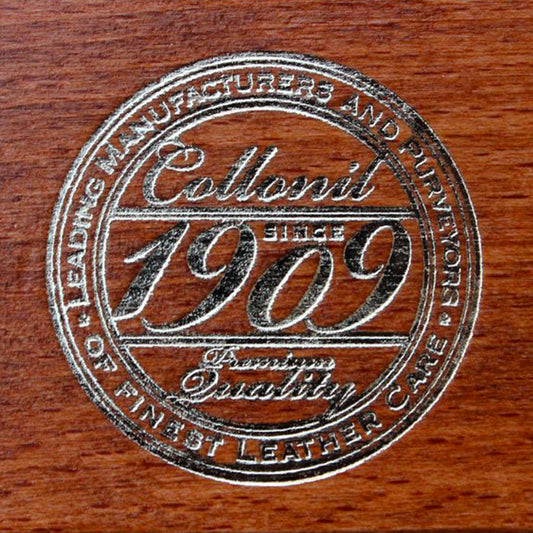 LEADING MANUFACTURERS AND PURVEYORS
Collonil
SINCE
1909
Premium
Quality
OF FINEST LEATHER CARE